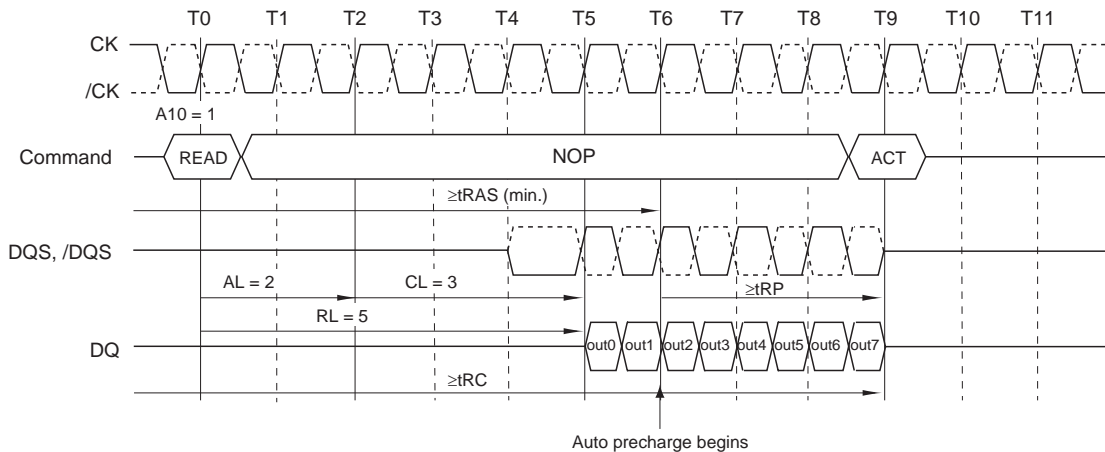 T0 T1 T2 T3 T4 T5 T6 T7 T8 T9 T10 T11
CK
/CK
A10 = 1
Command READ NOP ACT
≥tRAS (min.)
DQS, /DQS
AL = 2 CL = 3 ≥tRP
RL = 5
DQ out0 out1 out2 out3 out4 out5 out6 out7
≥tRC
Auto precharge begins